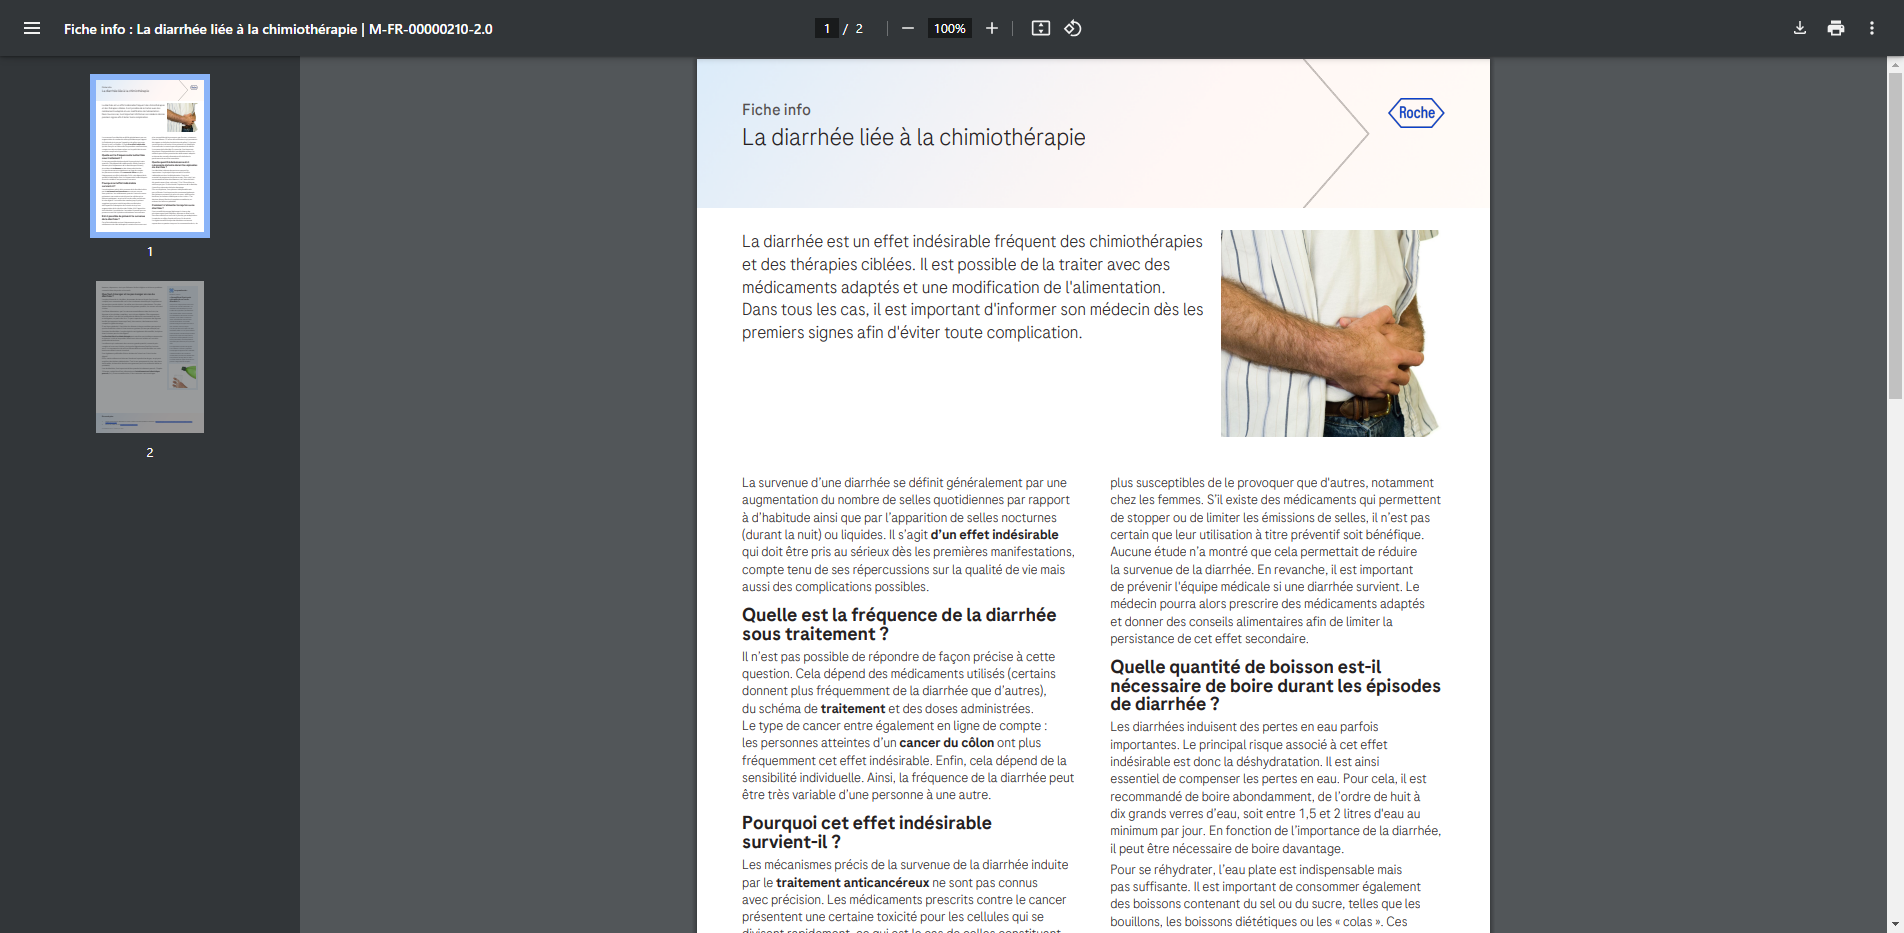 Fiche info : La diarrhée liée à la chimiothérapie | M-FR-00000210-2.0
1 / 2
100%
1
2
Fiche info
La diarrhée liée à la chimiothérapie
Roche
La diarrhée est un effet indésirable fréquent des chimiothérapies
et des thérapies ciblées. Il est possible de la traiter avec des
médicaments adaptés et une modification de l'alimentation.
Dans tous les cas, il est important d'informer son médecin dès les
premiers signes afin d'éviter toute complication.
La survenue d’une diarrhée se définit généralement par une
augmentation du nombre de selles quotidiennes par rapport
à d’habitude ainsi que par l’apparition de selles nocturnes
(durant la nuit) ou liquides. Il s’agit d’un effet indésirable
qui doit être pris au sérieux dès les premières manifestations,
compte tenu de ses répercussions sur la qualité de vie mais
aussi des complications possibles.
Quelle est la fréquence de la diarrhée
sous traitement ?
Il n’est pas possible de répondre de façon précise à cette
question. Cela dépend des médicaments utilisés (certains
donnent plus fréquemment de la diarrhée que d’autres),
du schéma de traitement et des doses administrées.
Le type de cancer entre également en ligne de compte :
les personnes atteintes d’un cancer du côlon ont plus
fréquemment cet effet indésirable. Enfin, cela dépend de la
sensibilité individuelle. Ainsi, la fréquence de la diarrhée peut
être très variable d’une personne à une autre.
Pourquoi cet effet indésirable
survient-il ?
Les mécanismes précis de la survenue de la diarrhée induite
par le traitement anticancéreux ne sont pas connus
avec précision. Les médicaments prescrits contre le cancer
présentent une certaine toxicité pour les cellules qui se
divisent rapidement, ce qui est le cas de celles constituant
plus susceptibles de le provoquer que d'autres, notamment
chez les femmes. S’il existe des médicaments qui permettent
de stopper ou de limiter les émissions de selles, il n’est pas
certain que leur utilisation à titre préventif soit bénéfique.
Aucune étude n’a montré que cela permettait de réduire
la survenue de la diarrhée. En revanche, il est important
de prévenir l'équipe médicale si une diarrhée survient. Le
médecin pourra alors prescrire des médicaments adaptés
et donner des conseils alimentaires afin de limiter la
persistance de cet effet secondaire.
Quelle quantité de boisson est-il
nécessaire de boire durant les épisodes
de diarrhée ?
Les diarrhées induisent des pertes en eau parfois
importantes. Le principal risque associé à cet effet
indésirable est donc la déshydratation. Il est ainsi
essentiel de compenser les pertes en eau. Pour cela, il est
recommandé de boire abondamment, de l’ordre de huit à
dix grands verres d’eau, soit entre 1,5 et 2 litres d'eau au
minimum par jour. En fonction de l’importance de la diarrhée,
il peut être nécessaire de boire davantage.
Pour se réhydrater, l’eau plate est indispensable mais
pas suffisante. Il est important de consommer également
des boissons contenant du sel ou du sucre, telles que les
bouillons, les boissons diététiques ou les « colas ». Ces